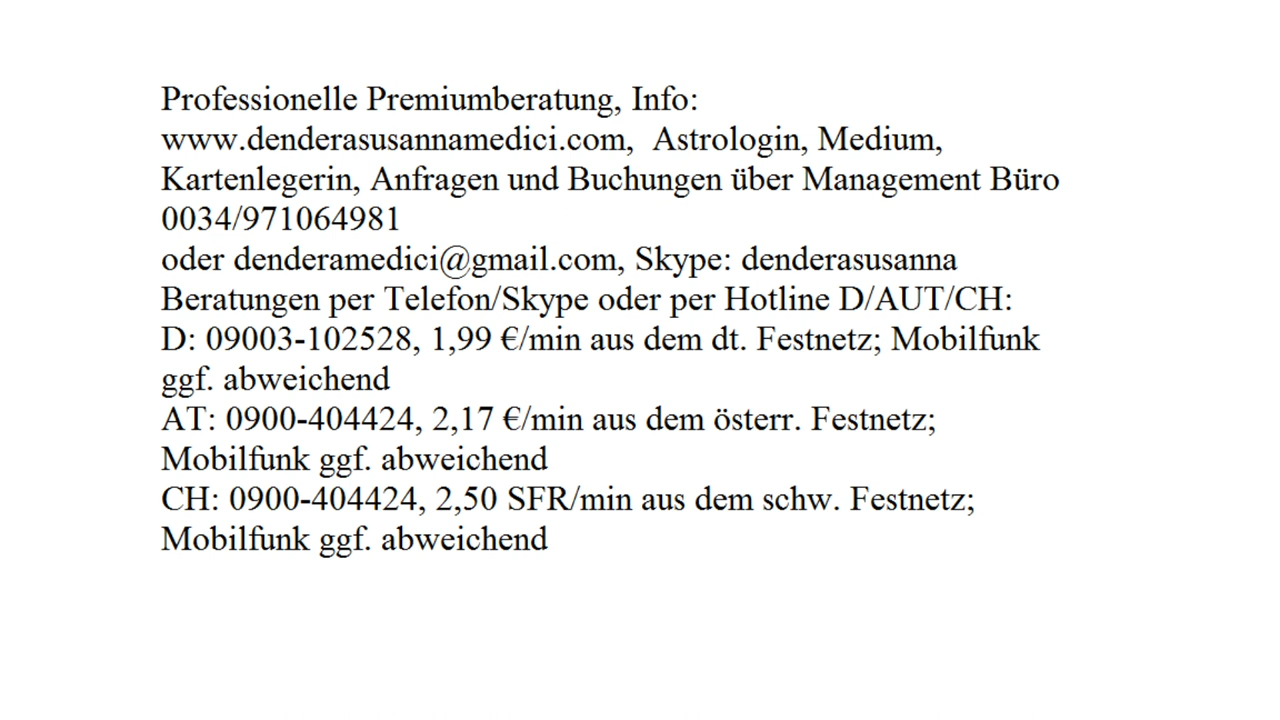 Professionelle Premiumberatung, Info:
www.denderasusannamedici.com,  Astrologin, Medium,
Kartenlegerin, Anfragen und Buchungen über Management Büro
0034/971064981
oder denderamedici@gmail.com, Skype: denderasusanna
Beratungen per Telefon/Skype oder per Hotline D/AUT/CH:
D: 09003-102528, 1,99 €/min aus dem dt. Festnetz; Mobilfunk
ggf. abweichend
AT: 0900-404424, 2,17 €/min aus dem österr. Festnetz;
Mobilfunk ggf. abweichend
CH: 0900-404424, 2,50 SFR/min aus dem schw. Festnetz;
Mobilfunk ggf. abweichend